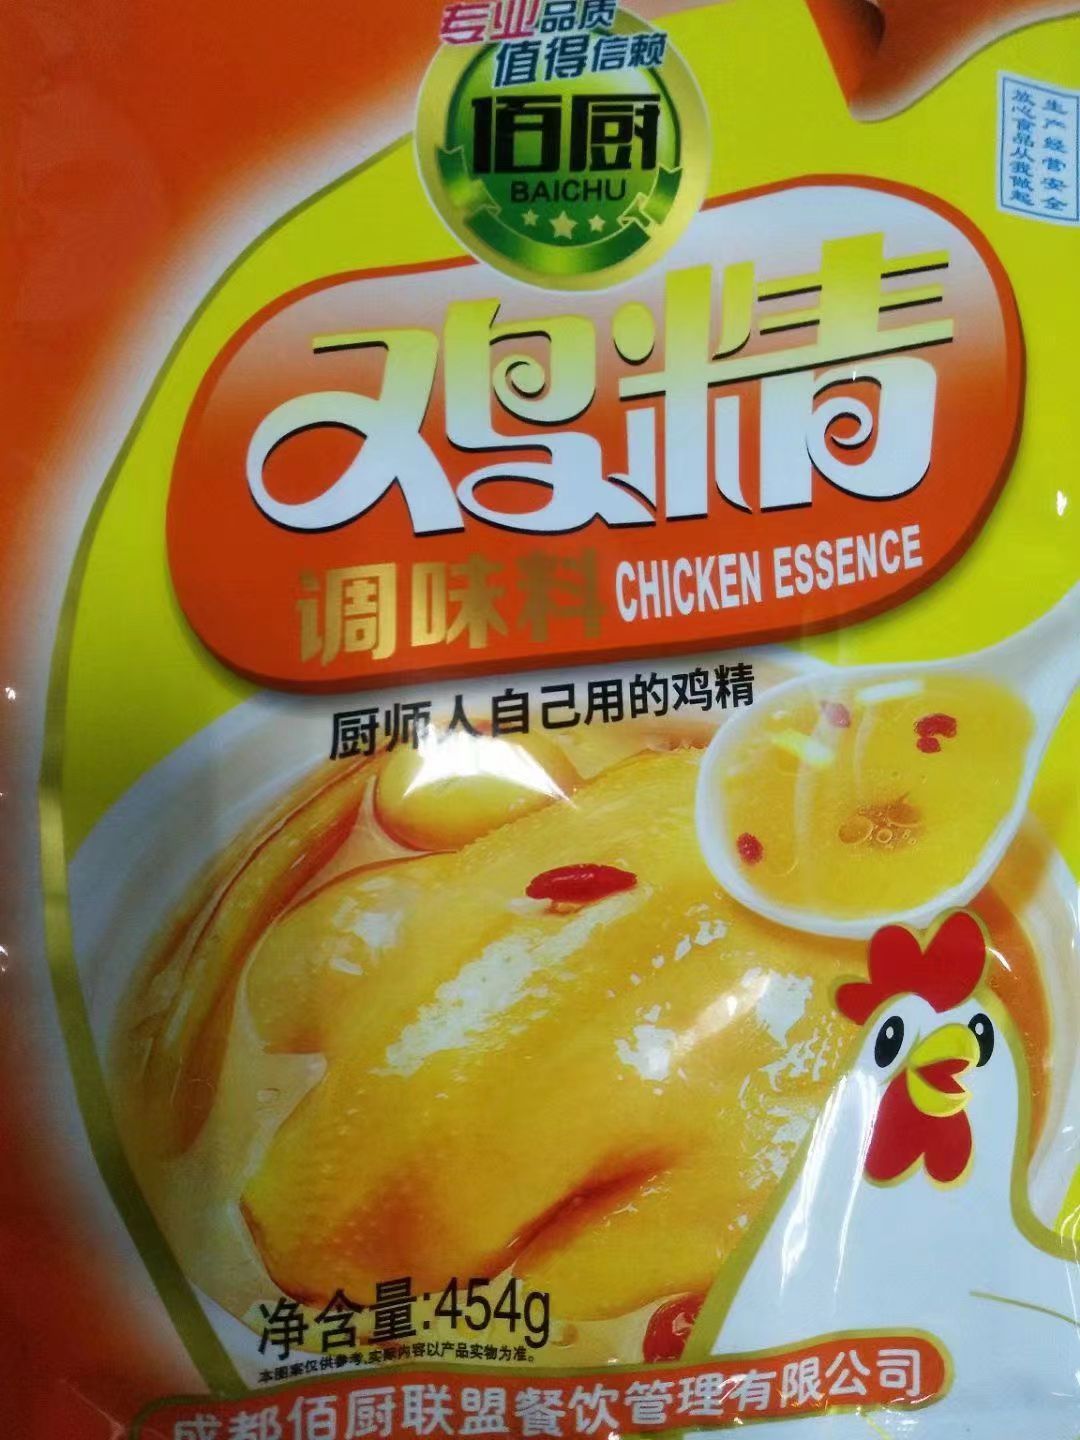 专业品质
值得信赖
佰厨
BAICHU
生产经营安全
放心食品从我做起
鸡精
调味料 CHICKEN ESSENCE
厨师人自己用的鸡精
净含量:454g
本图案仅供参考,实际内容以产品实物为准。
成都佰厨联盟餐饮管理有限公司